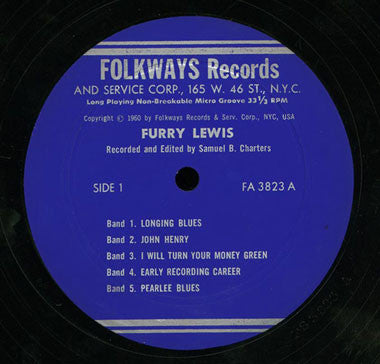 FOLKWAYS Records
AND SERVICE CORP., 165 W. 46 ST., N.Y.C.
Long Playing Non-Breakable Micro Groove 33 1/3 RPM
Copyright Ⓟ 1960 by Folkways Records & Serv. Corp., NYC, USA
FURRY LEWIS
Recorded and Edited by Samuel B. Charters
SIDE 1 FA 3823 A
Band 1. LONGING BLUES
Band 2. JOHN HENRY
Band 3. I WILL TURN YOUR MONEY GREEN
Band 4. EARLY RECORDING CAREER
Band 5. PEARLEE BLUES